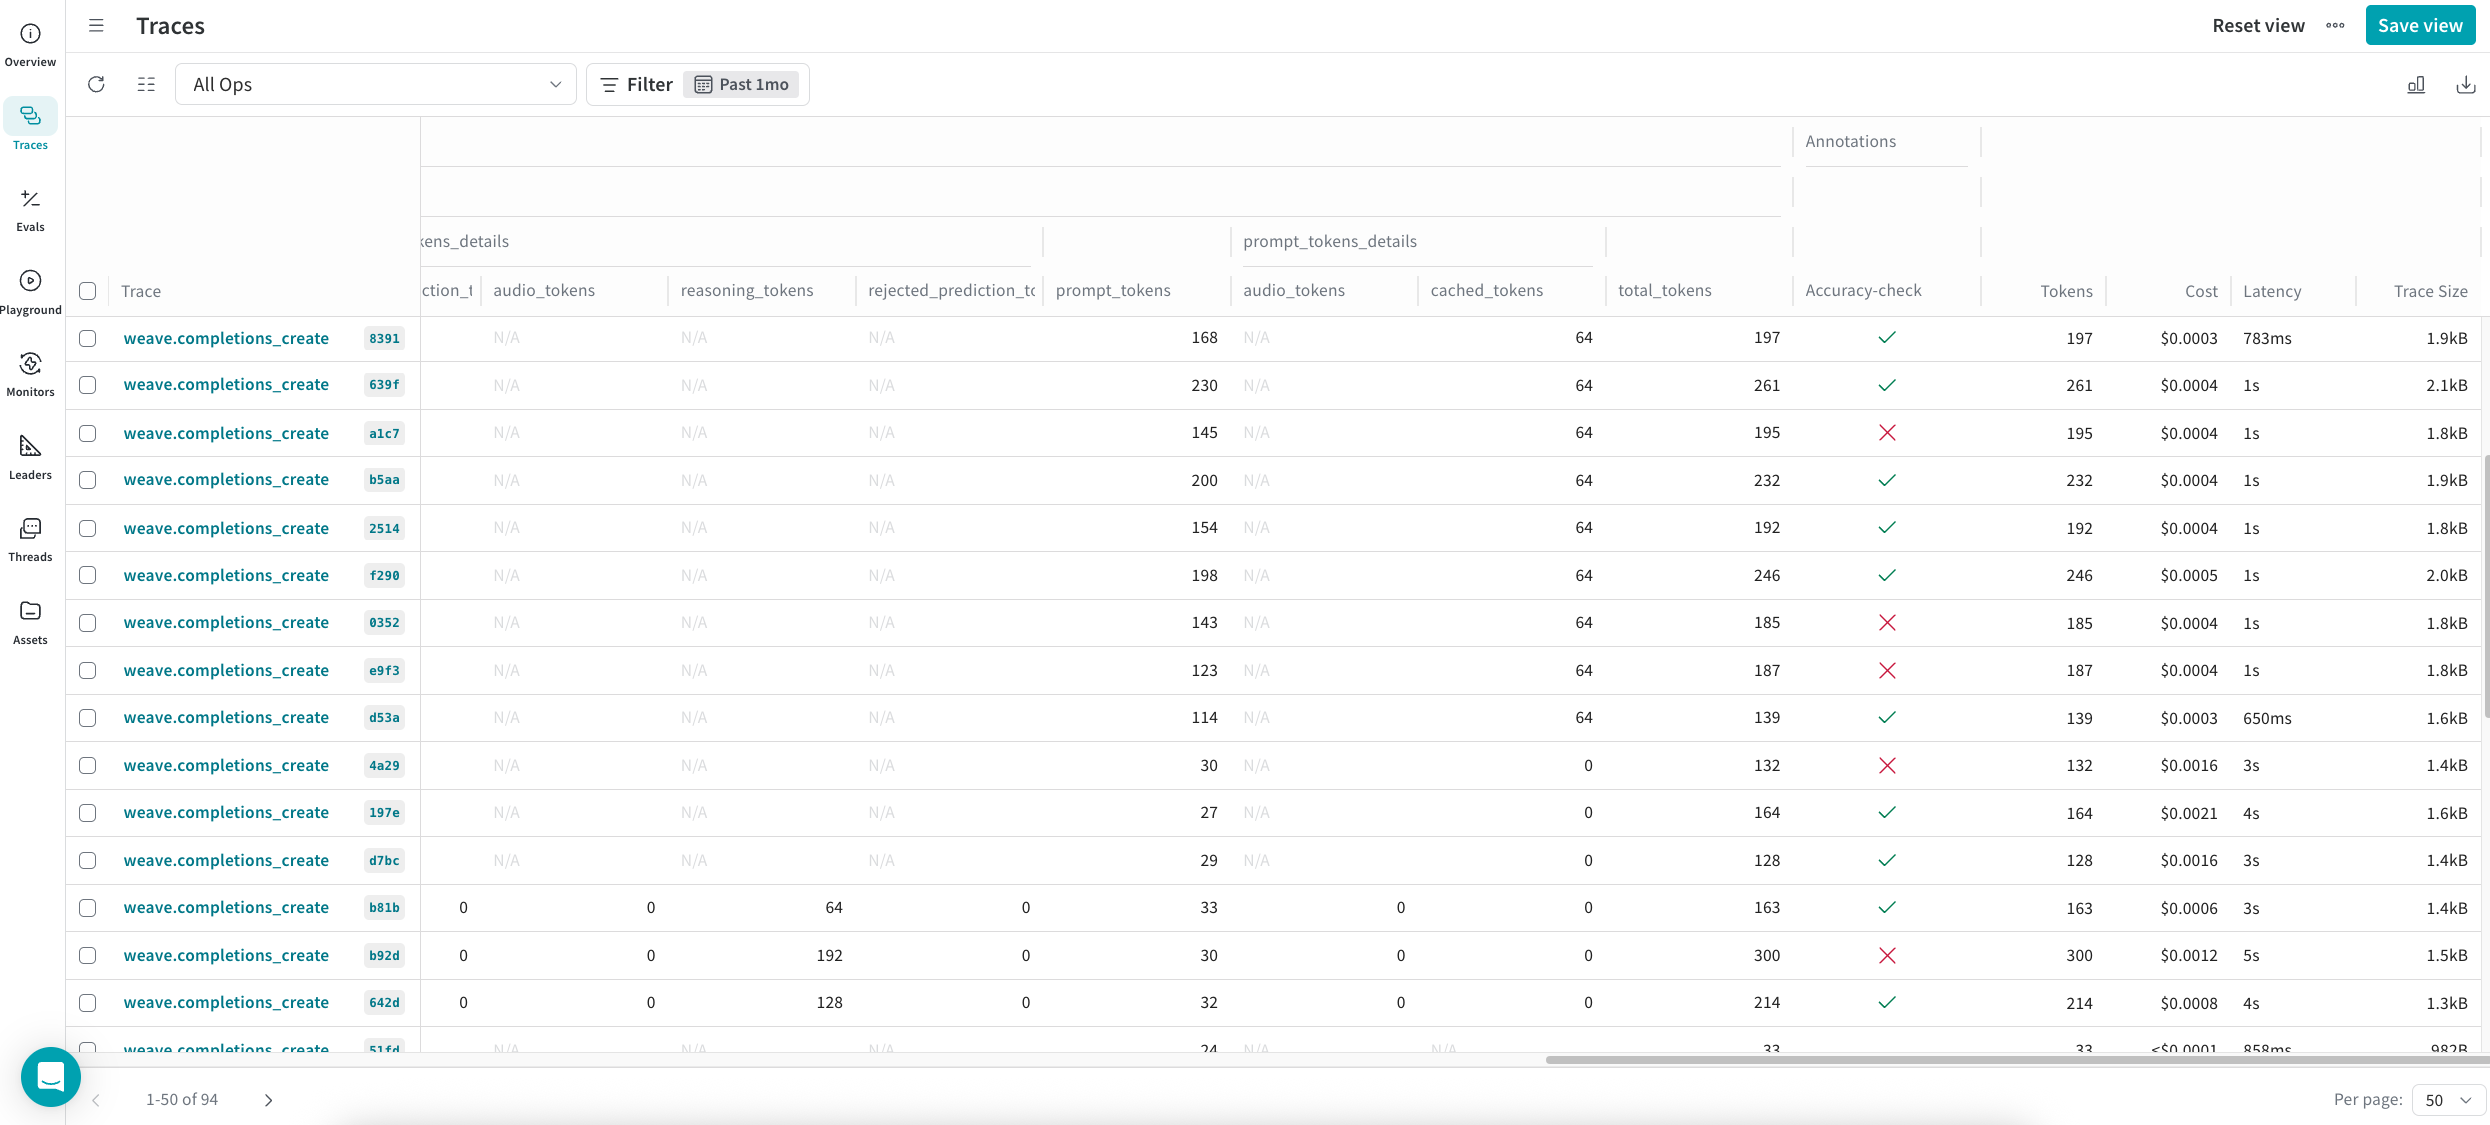 Traces
Reset view
Save view
Overview
Traces
Evals
Playground
Monitors
Leaders
Threads
Assets
All Ops
Filter
Past 1mo
Annotations
kens_details
prompt_tokens_details
Trace ction_t audio_tokens reasoning_tokens rejected_prediction_to prompt_tokens audio_tokens cached_tokens total_tokens Accuracy-check Tokens Cost Latency Trace Size
weave.completions_create 8391 N/A N/A N/A 168 N/A 64 197 197 $0.0003 783ms 1.9kB
weave.completions_create 639f N/A N/A N/A 230 N/A 64 261 261 $0.0004 1s 2.1kB
weave.completions_create a1c7 N/A N/A N/A 145 N/A 64 195 195 $0.0004 1s 1.8kB
weave.completions_create b5aa N/A N/A N/A 200 N/A 64 232 232 $0.0004 1s 1.9kB
weave.completions_create 2514 N/A N/A N/A 154 N/A 64 192 192 $0.0004 1s 1.8kB
weave.completions_create f290 N/A N/A N/A 198 N/A 64 246 246 $0.0005 1s 2.0kB
weave.completions_create 0352 N/A N/A N/A 143 N/A 64 185 185 $0.0004 1s 1.8kB
weave.completions_create e9f3 N/A N/A N/A 123 N/A 64 187 187 $0.0004 1s 1.8kB
weave.completions_create d53a N/A N/A N/A 114 N/A 64 139 139 $0.0003 650ms 1.6kB
weave.completions_create 4a29 N/A N/A N/A 30 N/A 0 132 132 $0.0016 3s 1.4kB
weave.completions_create 197e N/A N/A N/A 27 N/A 0 164 164 $0.0021 4s 1.6kB
weave.completions_create d7bc N/A N/A N/A 29 N/A 0 128 128 $0.0016 3s 1.4kB
weave.completions_create b81b 0 0 64 0 33 0 0 163 163 $0.0006 3s 1.4kB
weave.completions_create b92d 0 0 192 0 30 0 0 300 300 $0.0012 5s 1.5kB
weave.completions_create 642d 0 0 128 0 32 0 0 214 214 $0.0008 4s 1.3kB
weave.completions_create 51fd N/A N/A N/A 24 N/A N/A 33 33 <$0.0001 858ms 982B
1-50 of 94
Per page: 50